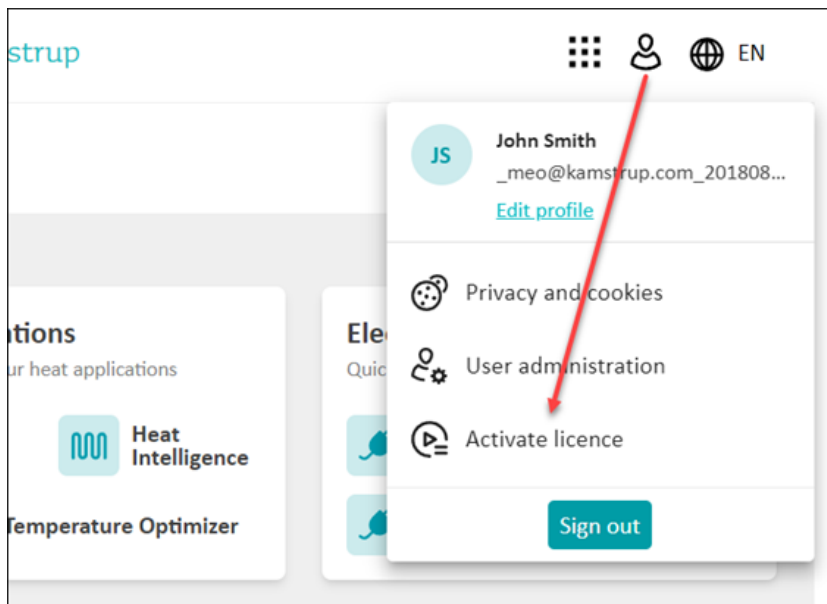 strup
EN
JS
John Smith
_meo@kamstrup.com_201808...
Edit profile
Privacy and cookies
User administration
Activate licence
Sign out
ations
ur heat applications
Heat
Intelligence
Temperature Optimizer
Ele
Quic